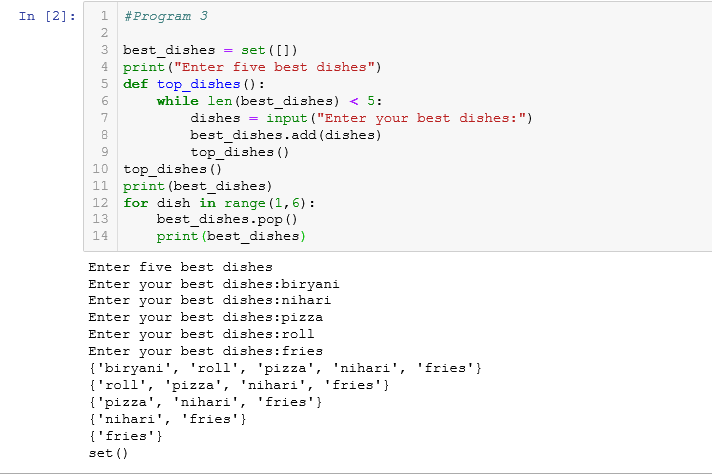 In [2]:
1 #Program 3
2
3 best_dishes = set([])
4 print("Enter five best dishes")
5 def top_dishes():
6     while len(best_dishes) < 5:
7         dishes = input("Enter your best dishes:")
8         best_dishes.add(dishes)
9         top_dishes()
10 top_dishes()
11 print(best_dishes)
12 for dish in range(1,6):
13     best_dishes.pop()
14     print(best_dishes)
Enter five best dishes
Enter your best dishes:biryani
Enter your best dishes:nihari
Enter your best dishes:pizza
Enter your best dishes:roll
Enter your best dishes:fries
{'biryani', 'roll', 'pizza', 'nihari', 'fries'}
{'roll', 'pizza', 'nihari', 'fries'}
{'pizza', 'nihari', 'fries'}
{'nihari', 'fries'}
{'fries'}
set()